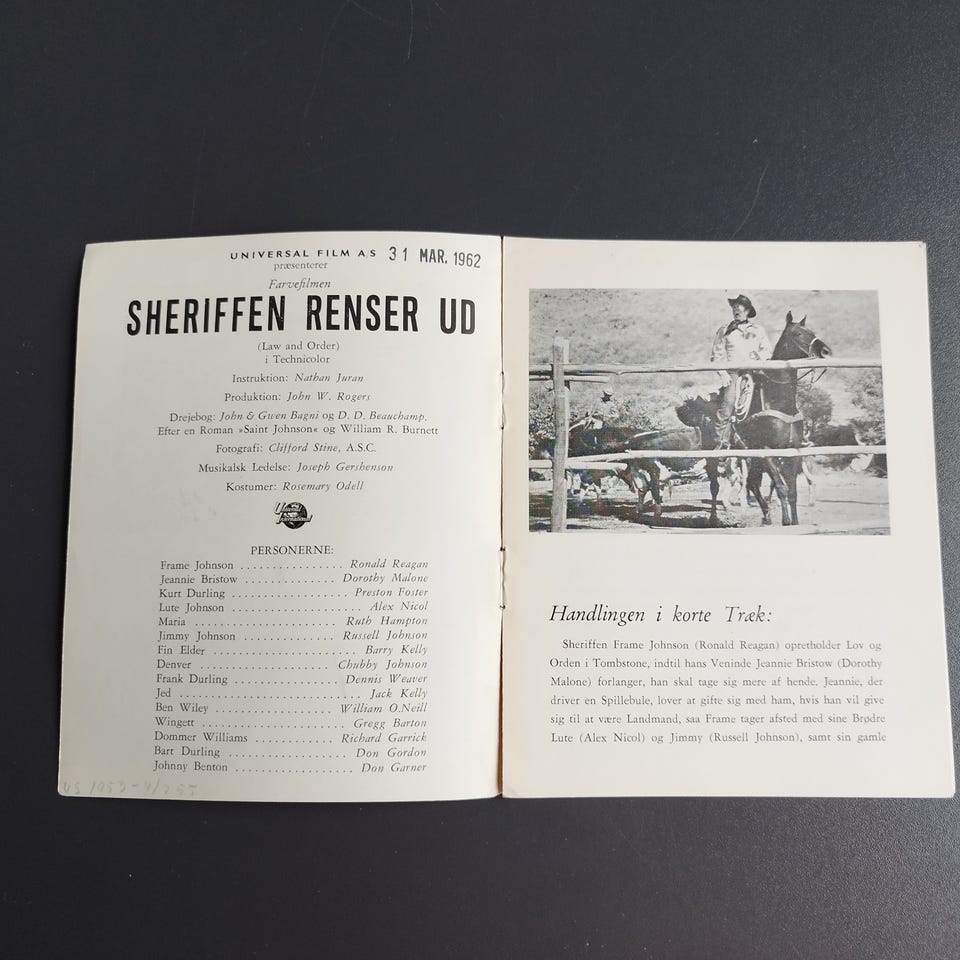 UNIVERSAL FILM A/S 31 MAR. 1962
præsenterer
Farvefilmen
SHERIFFEN RENSER UD
(Law and Order)
i Technicolor
Instruktion: Nathan Juran
Produktion: John W. Rogers
Drejebog: John & Gwen Bagni og D. D. Beauchamp.
Efter en Roman »Saint Johnson« og William R. Burnett
Fotografi: Clifford Stine, A.S.C.
Musikalsk Ledelse: Joseph Gershenson
Kostumer: Rosemary Odell
Universal International
PERSONERNE:
Frame Johnson ................ Ronald Reagan
Jeannie Bristow .............. Dorothy Malone
Kurt Durling ................. Preston Foster
Lute Johnson ..................... Alex Nicol
Maria ........................ Ruth Hampton
Jimmy Johnson ................ Russell Johnson
Fin Elder ........................ Barry Kelly
Denver ....................... Chubby Johnson
Frank Durling ................ Dennis Weaver
Jed .............................. Jack Kelly
Ben Wiley .................... William O.Neill
Wingett ...................... Gregg Barton
Dommer Williams .............. Richard Garrick
Bart Durling ..................... Don Gordon
Johnny Benton .................... Don Garner
US 1953-4/255
Handlingen i korte Træk:
Sheriffen Frame Johnson (Ronald Reagan) opretholder Lov og
Orden i Tombstone, indtil hans Veninde Jeannie Bristow (Dorothy
Malone) forlanger, han skal tage sig mere af hende. Jeannie, der
driver en Spillebule, lover at gifte sig med ham, hvis han vil give
sig til at være Landmand, saa Frame tager afsted med sine Brødre
Lute (Alex Nicol) og Jimmy (Russell Johnson), samt sin gamle